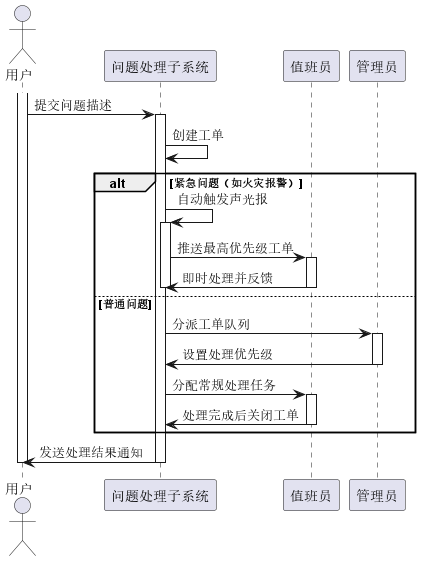 用户
问题处理子系统
值班员
管理员
提交问题描述
创建工单
alt
[紧急问题（如火灾报警）]
自动触发声光报
推送最高优先级工单
即时处理并反馈
[普通问题]
分派工单队列
设置处理优先级
分配常规处理任务
处理完成后关闭工单
发送处理结果通知
用户
问题处理子系统
值班员
管理员